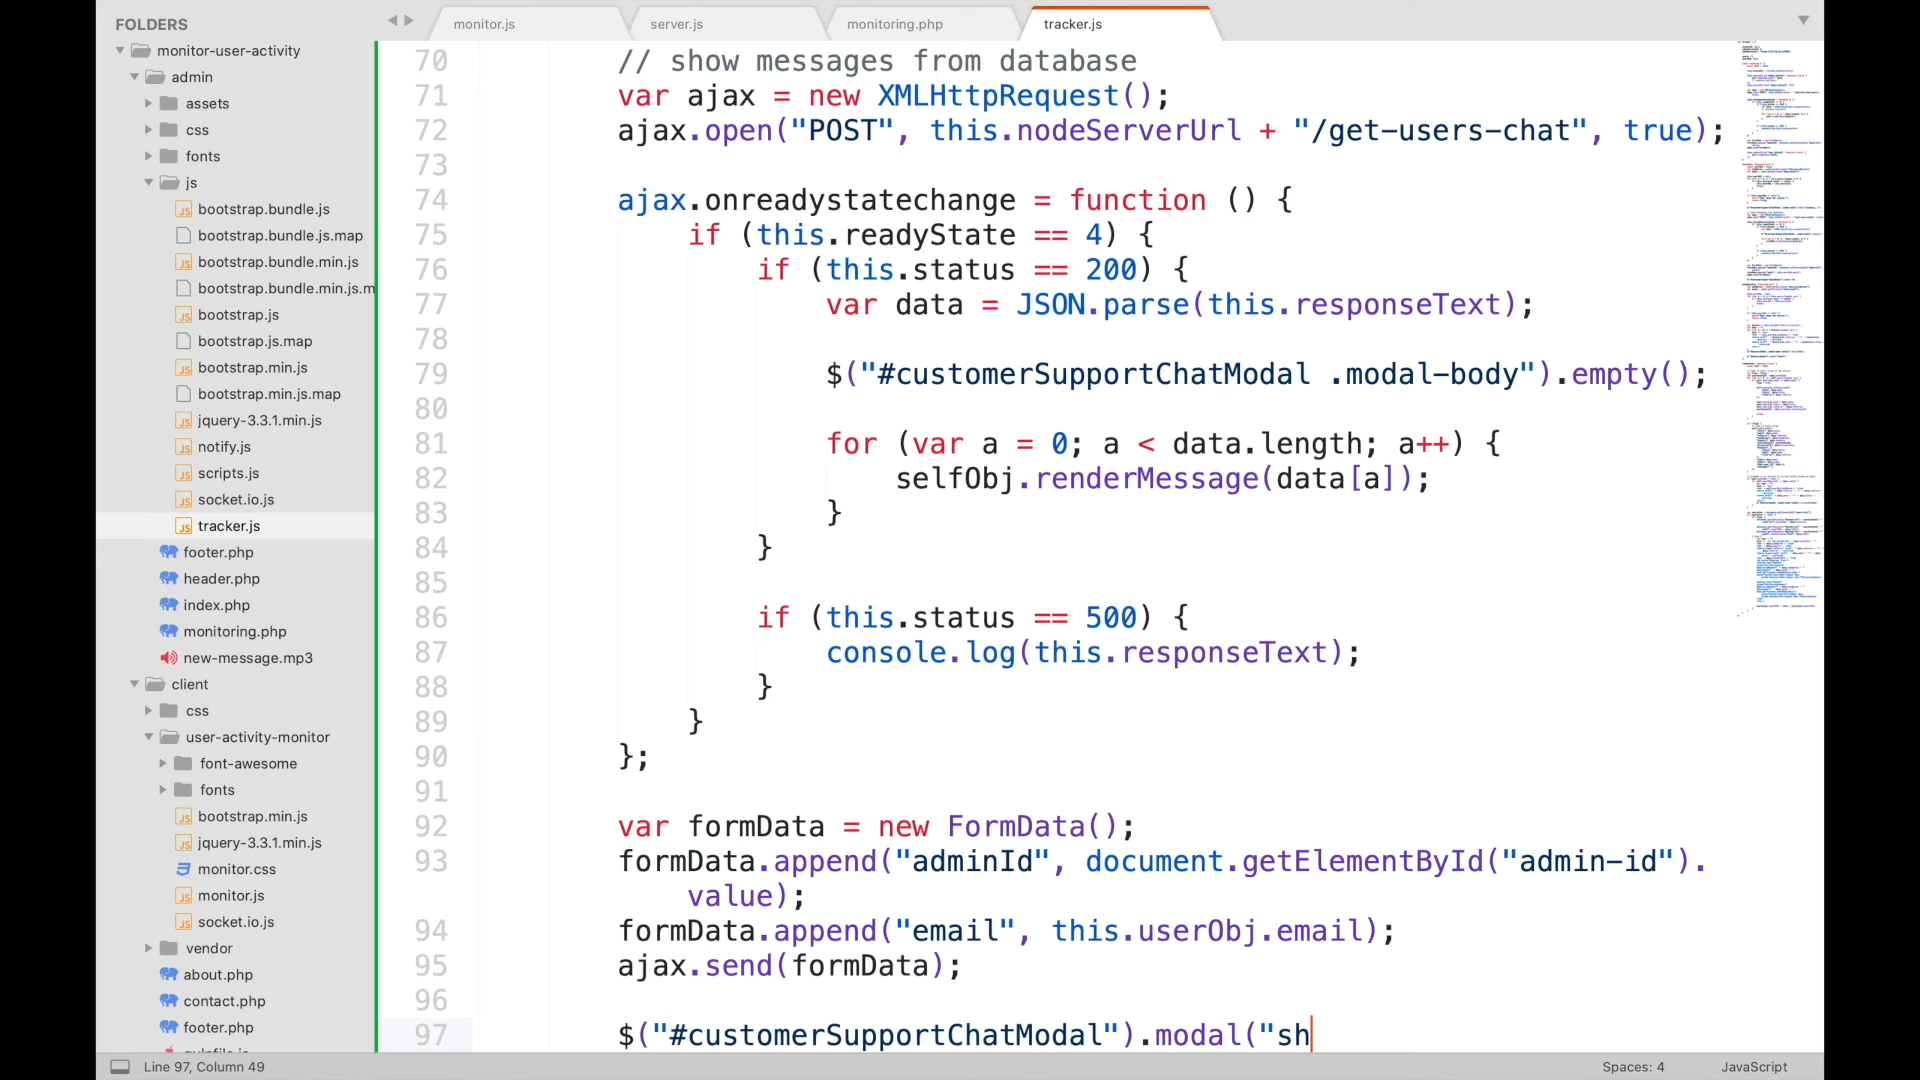 FOLDERS
monitor-user-activity
admin
assets
css
fonts
js
bootstrap.bundle.js
bootstrap.bundle.js.map
bootstrap.bundle.min.js
bootstrap.bundle.min.js.m
bootstrap.js
bootstrap.js.map
bootstrap.min.js
bootstrap.min.js.map
jquery-3.3.1.min.js
notify.js
scripts.js
socket.io.js
tracker.js
footer.php
header.php
index.php
monitoring.php
new-message.mp3
client
css
user-activity-monitor
font-awesome
fonts
bootstrap.min.js
jquery-3.3.1.min.js
monitor.css
monitor.js
socket.io.js
vendor
about.php
contact.php
footer.php
monitor.js server.js monitoring.php tracker.js
70 // show messages from database
71 var ajax = new XMLHttpRequest();
72 ajax.open("POST", this.nodeServerUrl + "/get-users-chat", true);
73
74 ajax.onreadystatechange = function () {
75 if (this.readyState == 4) {
76 if (this.status == 200) {
77 var data = JSON.parse(this.responseText);
78
79 $("#customerSupportChatModal .modal-body").empty();
80
81 for (var a = 0; a < data.length; a++) {
82 selfObj.renderMessage(data[a]);
83 }
84 }
85
86 if (this.status == 500) {
87 console.log(this.responseText);
88 }
89 }
90 };
91
92 var formData = new FormData();
93 formData.append("adminId", document.getElementById("admin-id").
value);
94 formData.append("email", this.userObj.email);
95 ajax.send(formData);
96
97 $("#customerSupportChatModal").modal("sh
Line 97, Column 49 Spaces: 4 JavaScript